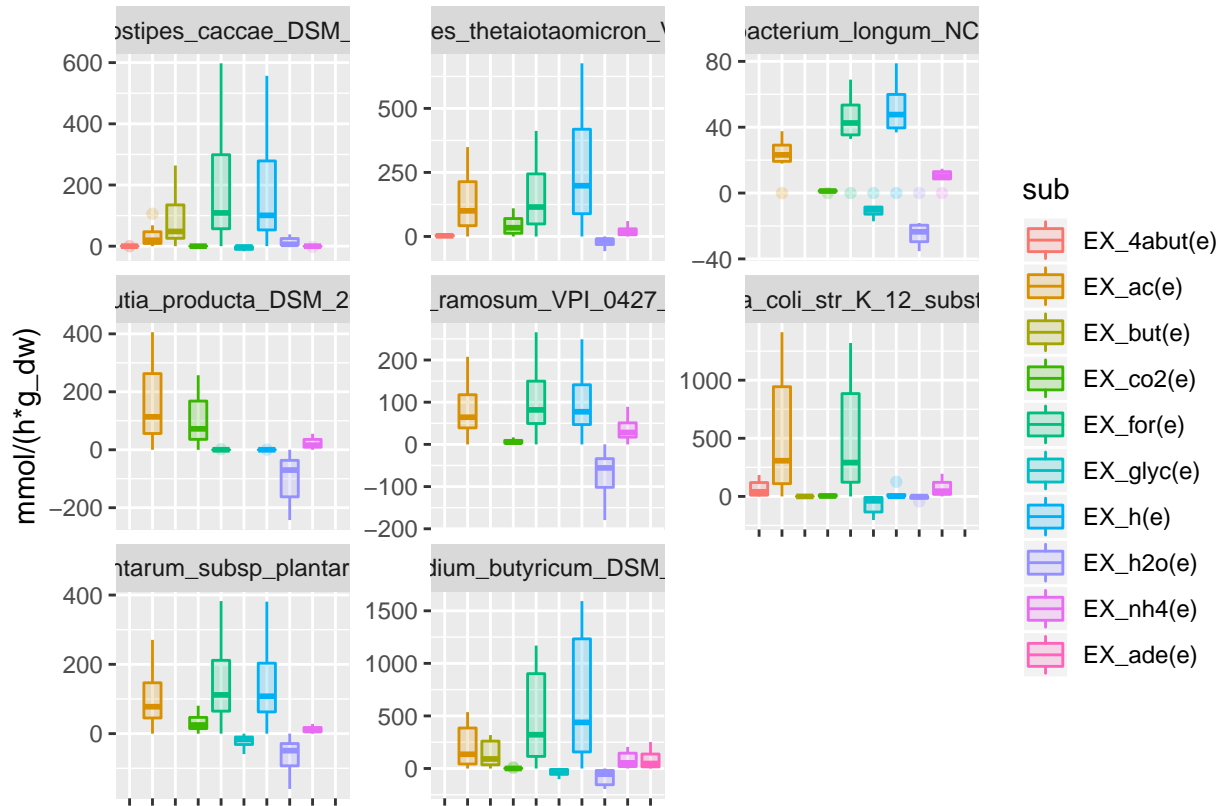 ostipes_caccae_DSM_
es_thetaiotaomicron_V
bacterium_longum_NC
600
400
200
0
500
250
0
80
40
0
−40
utia_producta_DSM_2
_ramosum_VPI_0427_
a_coli_str_K_12_subst
400
200
0
−200
200
100
0
−100
−200
1000
500
0
ntarum_subsp_plantar
dium_butyricum_DSM_
400
200
0
1500
1000
500
0
mmol/(h*g_dw)
sub
EX_4abut(e)
EX_ac(e)
EX_but(e)
EX_co2(e)
EX_for(e)
EX_glyc(e)
EX_h(e)
EX_h2o(e)
EX_nh4(e)
EX_ade(e)